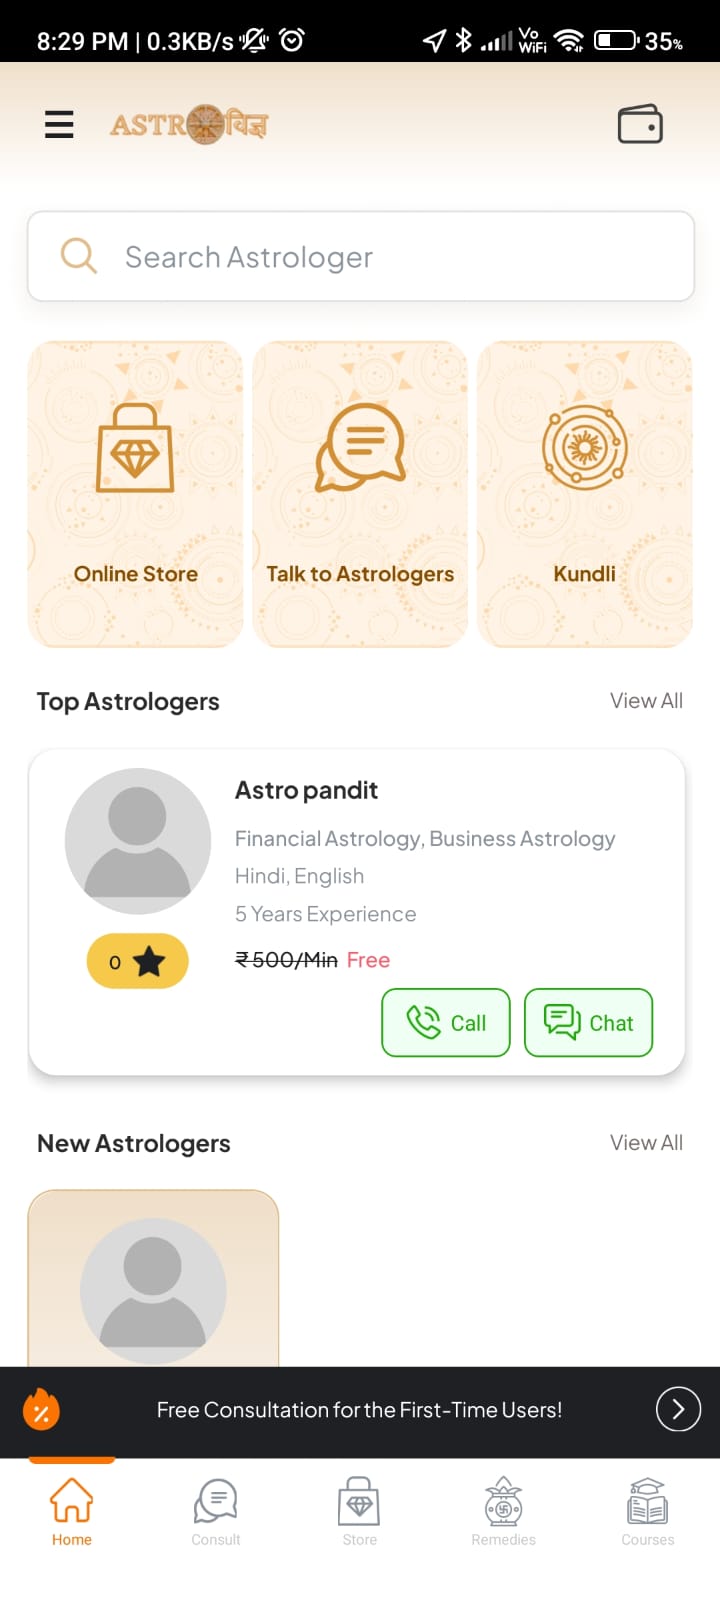 8:29 PM | 0.3KB/s
Vo
WiFi
35%
ASTROविज्ञ
Search Astrologer
Online Store
Talk to Astrologers
Kundli
Top Astrologers
View All
Astro pandit
Financial Astrology, Business Astrology
Hindi, English
5 Years Experience
0
₹500/Min Free
Call
Chat
New Astrologers
View All
%
Free Consultation for the First-Time Users!
Home
Consult
Store
Remedies
Courses